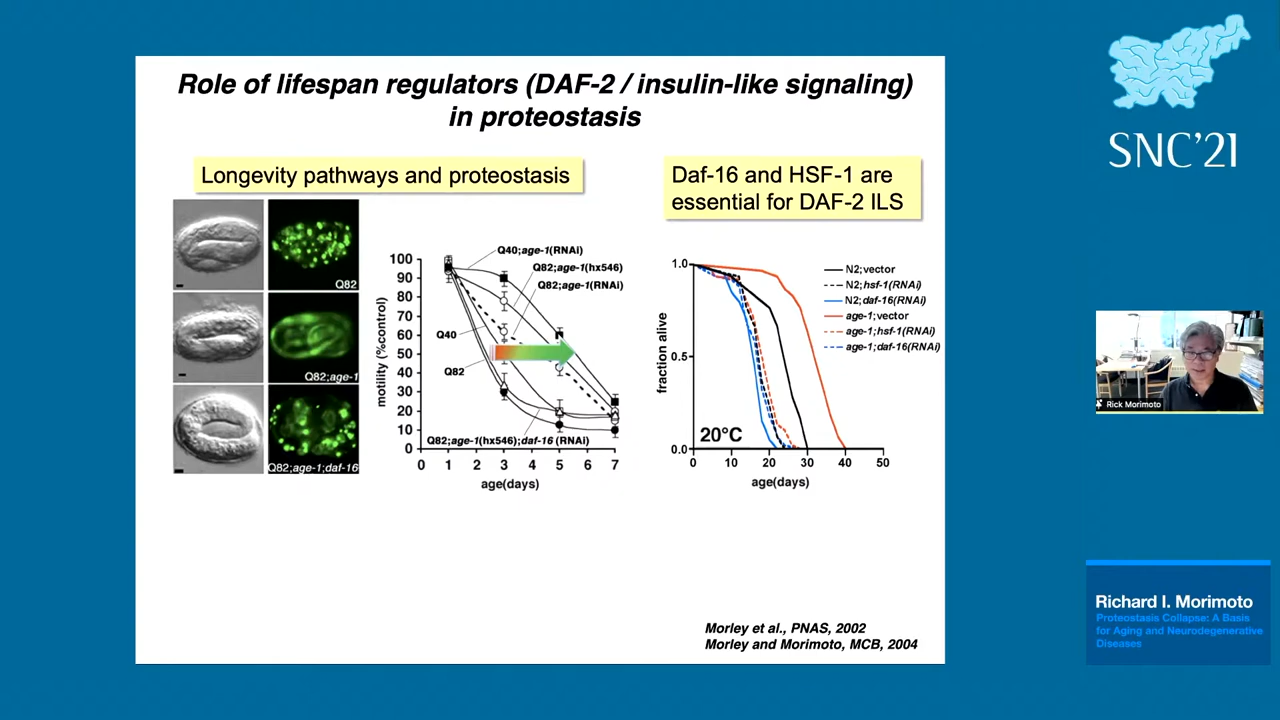 Role of lifespan regulators (DAF-2 / insulin-like signaling)
in proteostasis
Longevity pathways and proteostasis
Q82
Q82;age-1
Q82;age-1;daf-16
motility (%control)
100
90
80
70
60
50
40
30
20
10
0
0 1 2 3 4 5 6 7
age(days)
Q40;age-1(RNAi)
Q82;age-1(hx546)
Q82;age-1(RNAi)
Q40
Q82
Q82;age-1(hx546);daf-16 (RNAi)
Daf-16 and HSF-1 are
essential for DAF-2 ILS
fraction alive
1.0
0.5
0.0
20°C
0 10 20 30 40 50
age(days)
N2;vector
N2;hsf-1(RNAi)
N2;daf-16(RNAi)
age-1;vector
age-1;hsf-1(RNAi)
age-1;daf-16(RNAi)
Morley et al., PNAS, 2002
Morley and Morimoto, MCB, 2004
SNC'21
Rick Morimoto
Richard I. Morimoto
Proteostasis Collapse: A Basis
for Aging and Neurodegenerative
Diseases